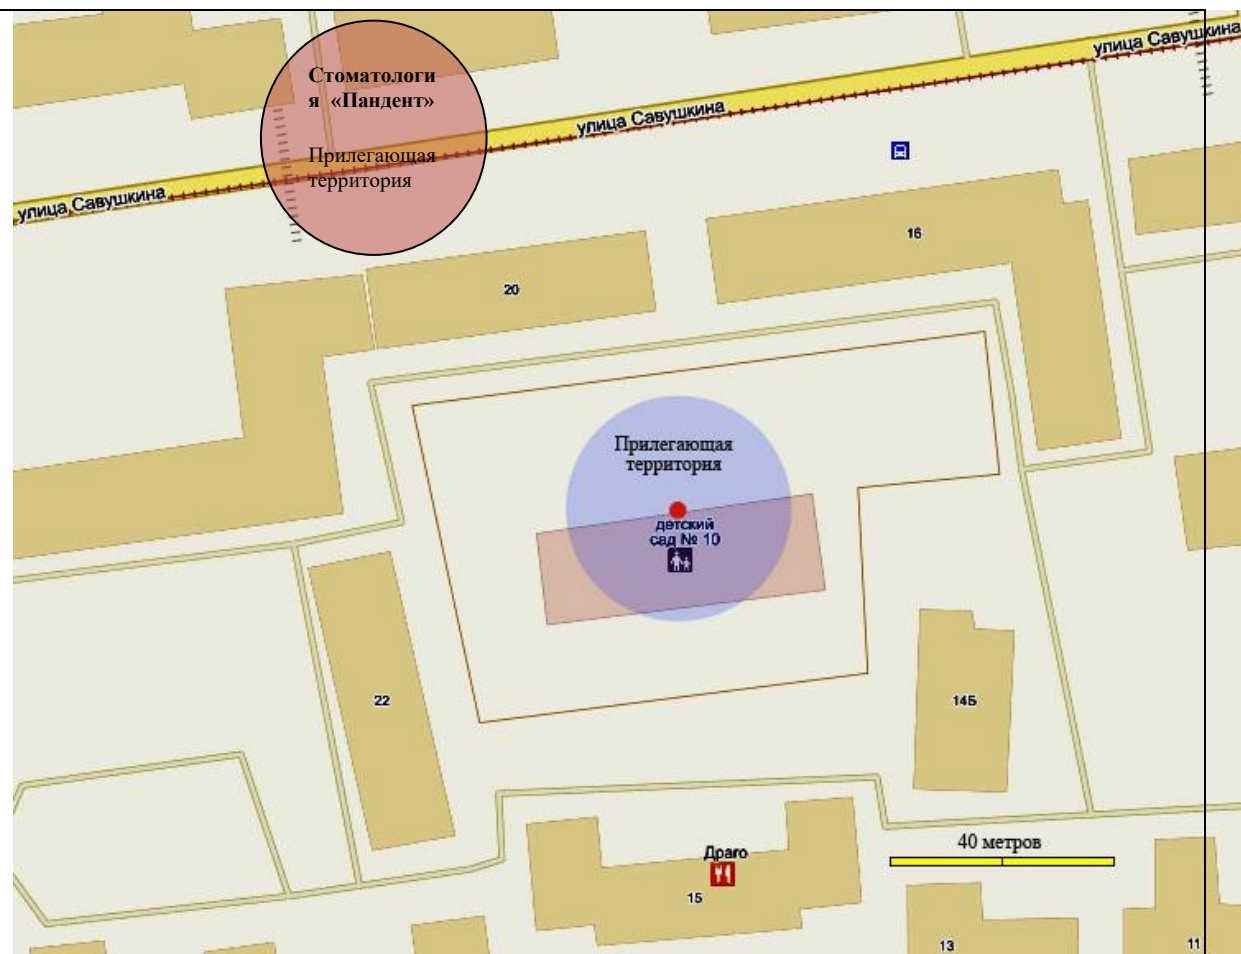 улица Савушкина
Стоматологи
я «Пандент»
Прилегающая
территория
улица Савушкина
улица Савушкина
16
20
Прилегающая
территория
детский
сад № 10
22
14Б
40 метров
Драго
15
13
11